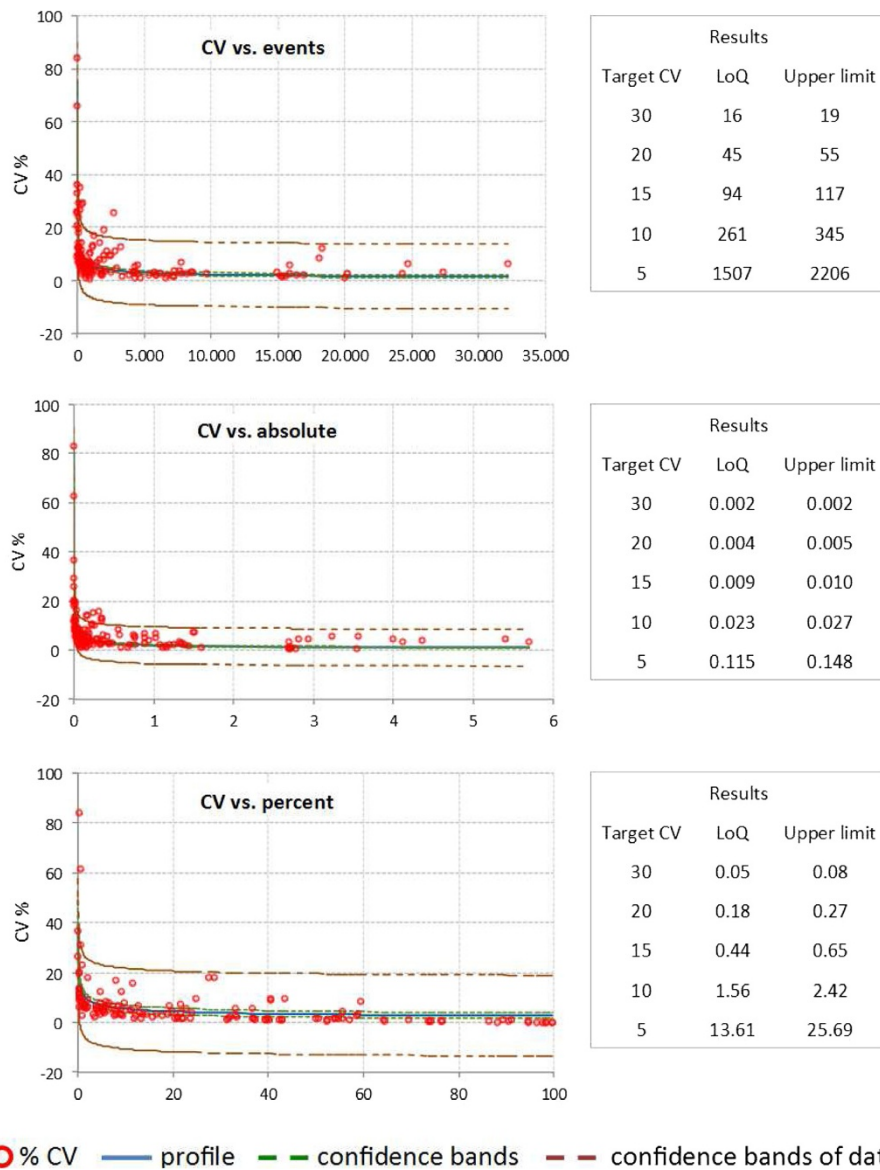 CV vs. events
CV %
100
80
60
40
20
0
-20
0 5.000 10.000 15.000 20.000 25.000 30.000 35.000
Results
Target CV LoQ Upper limit
30 16 19
20 45 55
15 94 117
10 261 345
5 1507 2206
CV vs. absolute
CV %
100
80
60
40
20
0
-20
0 1 2 3 4 5 6
Results
Target CV LoQ Upper limit
30 0.002 0.002
20 0.004 0.005
15 0.009 0.010
10 0.023 0.027
5 0.115 0.148
CV vs. percent
CV %
100
80
60
40
20
0
-20
0 20 40 60 80 100
Results
Target CV LoQ Upper limit
30 0.05 0.08
20 0.18 0.27
15 0.44 0.65
10 1.56 2.42
5 13.61 25.69
% CV profile confidence bands confidence bands of dat